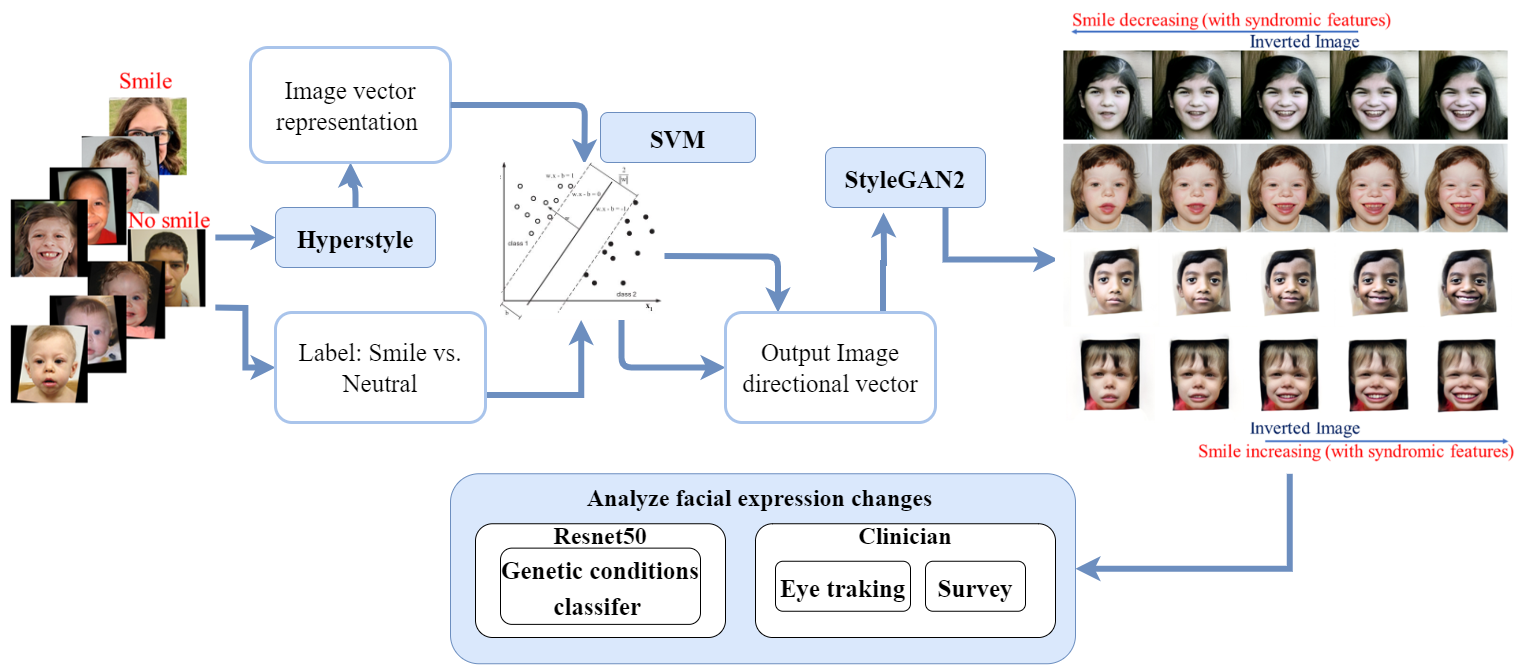 Smile
No smile
Image vector
representation
Hyperstyle
Label: Smile vs.
Neutral
SVM
w.x - b = 1
w.x - b = 0
w.x - b = -1
2
class 1
class 2
x₁
b
Output Image
directional vector
StyleGAN2
Smile decreasing (with syndromic features)
Inverted Image
Inverted Image
Smile increasing (with syndromic features)
Analyze facial expression changes
Resnet50
Genetic conditions
classifer
Clinician
Eye traking
Survey